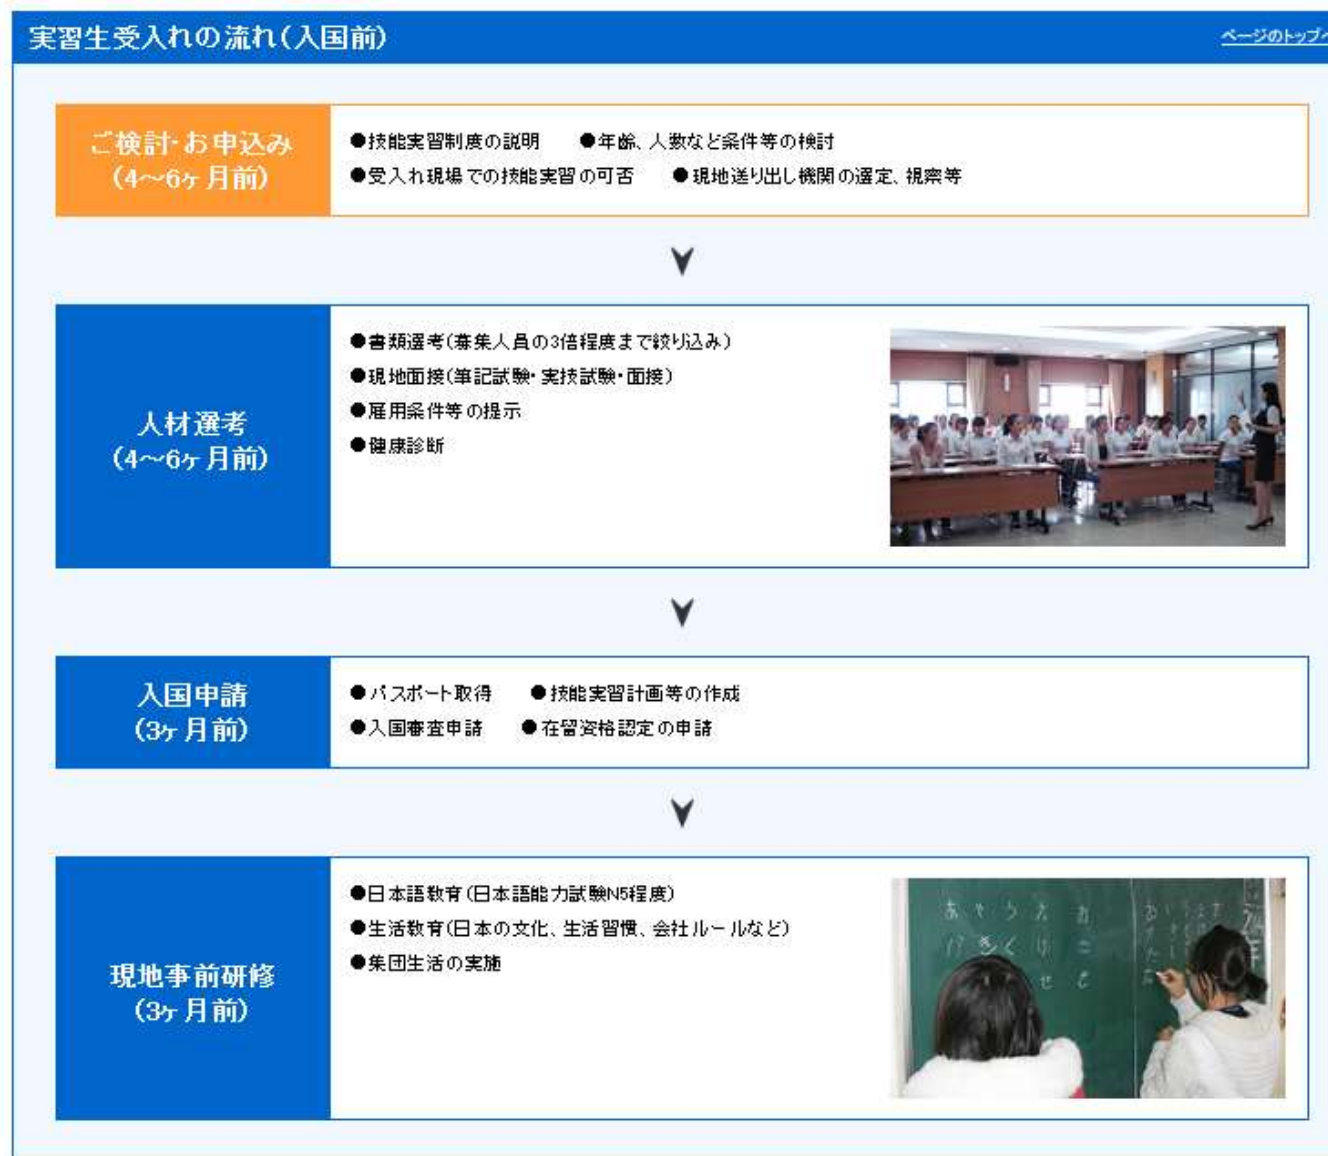 実習生受入れの流れ(入国前)
ページのトップへ
ご検討・お申込み
(4～6ヶ月前)
●技能実習制度の説明　●年齢、人数など条件等の検討
●受入れ現場での技能実習の可否　●現地送り出し機関の選定、視察等
人材選考
(4～6ヶ月前)
●書類選考(募集人員の3倍程度まで絞り込み)
●現地面接(筆記試験・実技試験・面接)
●雇用条件等の提示
●健康診断
入国申請
(3ヶ月前)
●パスポート取得　●技能実習計画等の作成
●入国審査申請　●在留資格認定の申請
現地事前研修
(3ヶ月前)
●日本語教育(日本語能力試験N5程度)
●生活教育(日本の文化、生活習慣、会社ルールなど)
●集団生活の実施